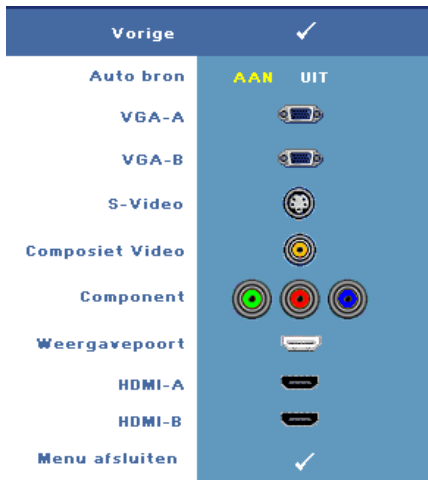 Vorige
Auto bron AAN UIT
VGA-A
VGA-B
S-Video
Composiet Video
Component
Weergavepoort
HDMI-A
HDMI-B
Menu afsluiten